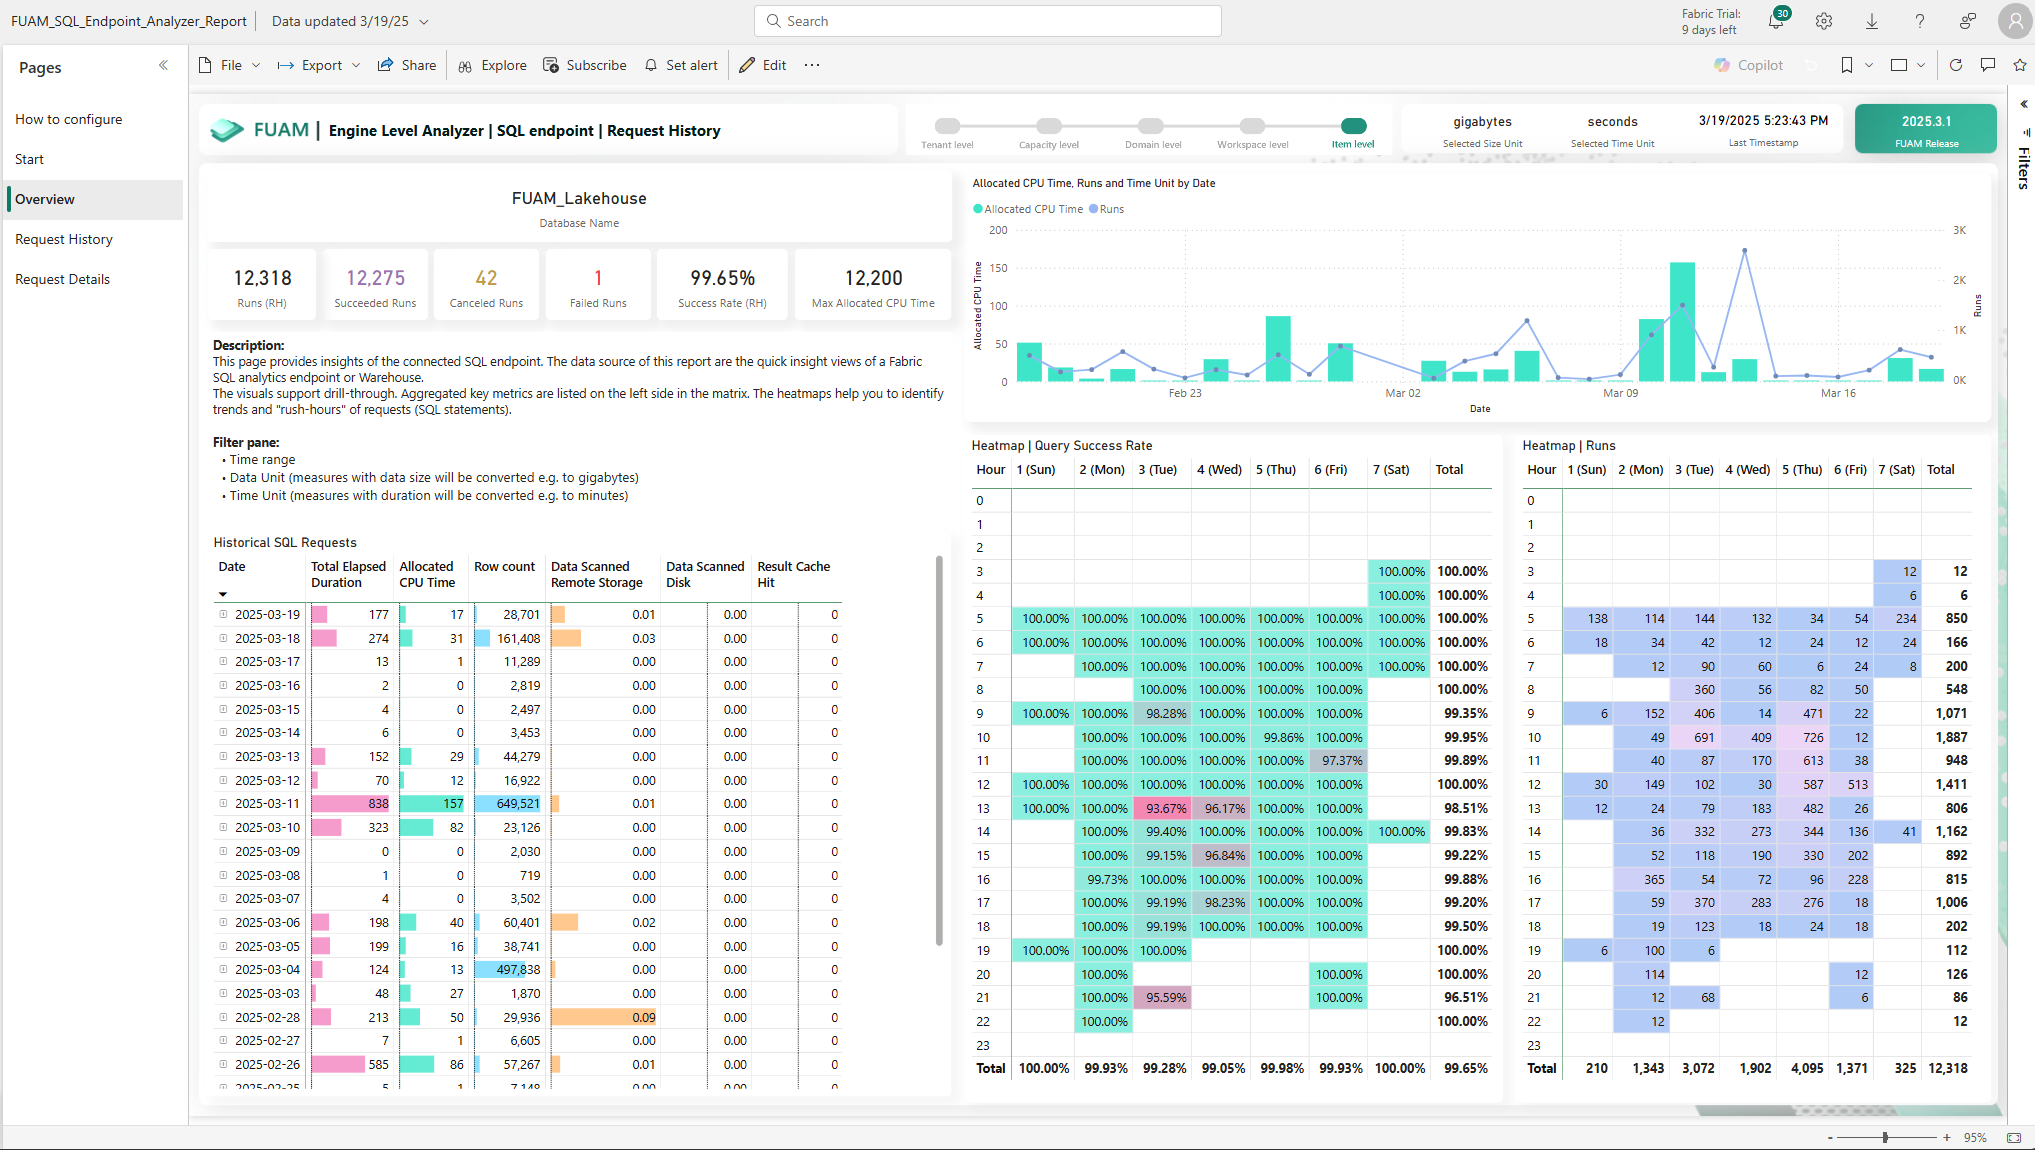 FUAM_SQL_Endpoint_Analyzer_Report
Data updated 3/19/25
Search
Fabric Trial:
9 days left
30
Pages
File
Export
Share
Explore
Subscribe
Set alert
Edit
Copilot
How to configure
Start
Overview
Request History
Request Details
FUAM | Engine Level Analyzer | SQL endpoint | Request History
Tenant level
Capacity level
Domain level
Workspace level
Item level
gigabytes
Selected Size Unit
seconds
Selected Time Unit
3/19/2025 5:23:43 PM
Last Timestamp
2025.3.1
FUAM Release
Filters
FUAM_Lakehouse
Database Name
12,318
Runs (RH)
12,275
Succeeded Runs
42
Canceled Runs
1
Failed Runs
99.65%
Success Rate (RH)
12,200
Max Allocated CPU Time
Description:
This page provides insights of the connected SQL endpoint. The data source of this report are the quick insight views of a Fabric
SQL analytics endpoint or Warehouse.
The visuals support drill-through. Aggregated key metrics are listed on the left side in the matrix. The heatmaps help you to identify
trends and "rush-hours" of requests (SQL statements).
Filter pane:
• Time range
• Data Unit (measures with data size will be converted e.g. to gigabytes)
• Time Unit (measures with duration will be converted e.g. to minutes)
Allocated CPU Time, Runs and Time Unit by Date
Allocated CPU Time Runs
200 3K
150 2K
100 1K
50
0 0K
Allocated CPU Time
Runs
Feb 23 Mar 02 Mar 09 Mar 16
Date
Historical SQL Requests
Date Total Elapsed Duration Allocated CPU Time Row count Data Scanned Remote Storage Data Scanned Disk Result Cache Hit
2025-03-19 177 17 28,701 0.01 0.00 0
2025-03-18 274 31 161,408 0.03 0.00 0
2025-03-17 13 1 11,289 0.00 0.00 0
2025-03-16 2 0 2,819 0.00 0.00 0
2025-03-15 4 0 2,497 0.00 0.00 0
2025-03-14 6 0 3,453 0.00 0.00 0
2025-03-13 152 29 44,279 0.00 0.00 0
2025-03-12 70 12 16,922 0.00 0.00 0
2025-03-11 838 157 649,521 0.01 0.00 0
2025-03-10 323 82 23,126 0.00 0.00 0
2025-03-09 0 0 2,030 0.00 0.00 0
2025-03-08 1 0 719 0.00 0.00 0
2025-03-07 4 0 3,502 0.00 0.00 0
2025-03-06 198 40 60,401 0.02 0.00 0
2025-03-05 199 16 38,741 0.00 0.00 0
2025-03-04 124 13 497,838 0.00 0.00 0
2025-03-03 48 27 1,870 0.00 0.00 0
2025-02-28 213 50 29,936 0.09 0.00 0
2025-02-27 7 1 6,605 0.00 0.00 0
2025-02-26 585 86 57,267 0.01 0.00 0
2025-02-25 5 1 7,148 0.00 0.00 0
Heatmap | Query Success Rate
Hour 1 (Sun) 2 (Mon) 3 (Tue) 4 (Wed) 5 (Thu) 6 (Fri) 7 (Sat) Total
0
1
2
3 100.00% 100.00%
4 100.00% 100.00%
5 100.00% 100.00% 100.00% 100.00% 100.00% 100.00% 100.00% 100.00%
6 100.00% 100.00% 100.00% 100.00% 100.00% 100.00% 100.00% 100.00%
7 100.00% 100.00% 100.00% 100.00% 100.00% 100.00% 100.00%
8 100.00% 100.00% 100.00% 100.00% 100.00%
9 100.00% 100.00% 98.28% 100.00% 100.00% 100.00% 99.35%
10 100.00% 100.00% 100.00% 99.86% 100.00% 99.95%
11 100.00% 100.00% 100.00% 100.00% 97.37% 99.89%
12 100.00% 100.00% 100.00% 100.00% 100.00% 100.00% 100.00%
13 100.00% 100.00% 93.67% 96.17% 100.00% 100.00% 98.51%
14 100.00% 99.40% 100.00% 100.00% 100.00% 100.00% 99.83%
15 100.00% 99.15% 96.84% 100.00% 100.00% 99.22%
16 99.73% 100.00% 100.00% 100.00% 100.00% 99.88%
17 100.00% 99.19% 98.23% 100.00% 100.00% 99.20%
18 100.00% 99.19% 100.00% 100.00% 100.00% 99.50%
19 100.00% 100.00% 100.00% 100.00%
20 100.00% 100.00% 100.00%
21 100.00% 95.59% 100.00% 96.51%
22 100.00% 100.00%
23
Total 100.00% 99.93% 99.28% 99.05% 99.98% 99.93% 100.00% 99.65%
Heatmap | Runs
Hour 1 (Sun) 2 (Mon) 3 (Tue) 4 (Wed) 5 (Thu) 6 (Fri) 7 (Sat) Total
0
1
2
3 12 12
4 6 6
5 138 114 144 132 34 54 234 850
6 18 34 42 12 24 12 24 166
7 12 90 60 6 24 8 200
8 360 56 82 50 548
9 6 152 406 14 471 22 1,071
10 49 691 409 726 12 1,887
11 40 87 170 613 38 948
12 30 149 102 30 587 513 1,411
13 12 24 79 183 482 26 806
14 36 332 273 344 136 41 1,162
15 52 118 190 330 202 892
16 365 54 72 96 228 815
17 59 370 283 276 18 1,006
18 19 123 18 24 18 202
19 6 100 6 112
20 114 12 126
21 12 68 6 86
22 12 12
23
Total 210 1,343 3,072 1,902 4,095 1,371 325 12,318
- + 95%